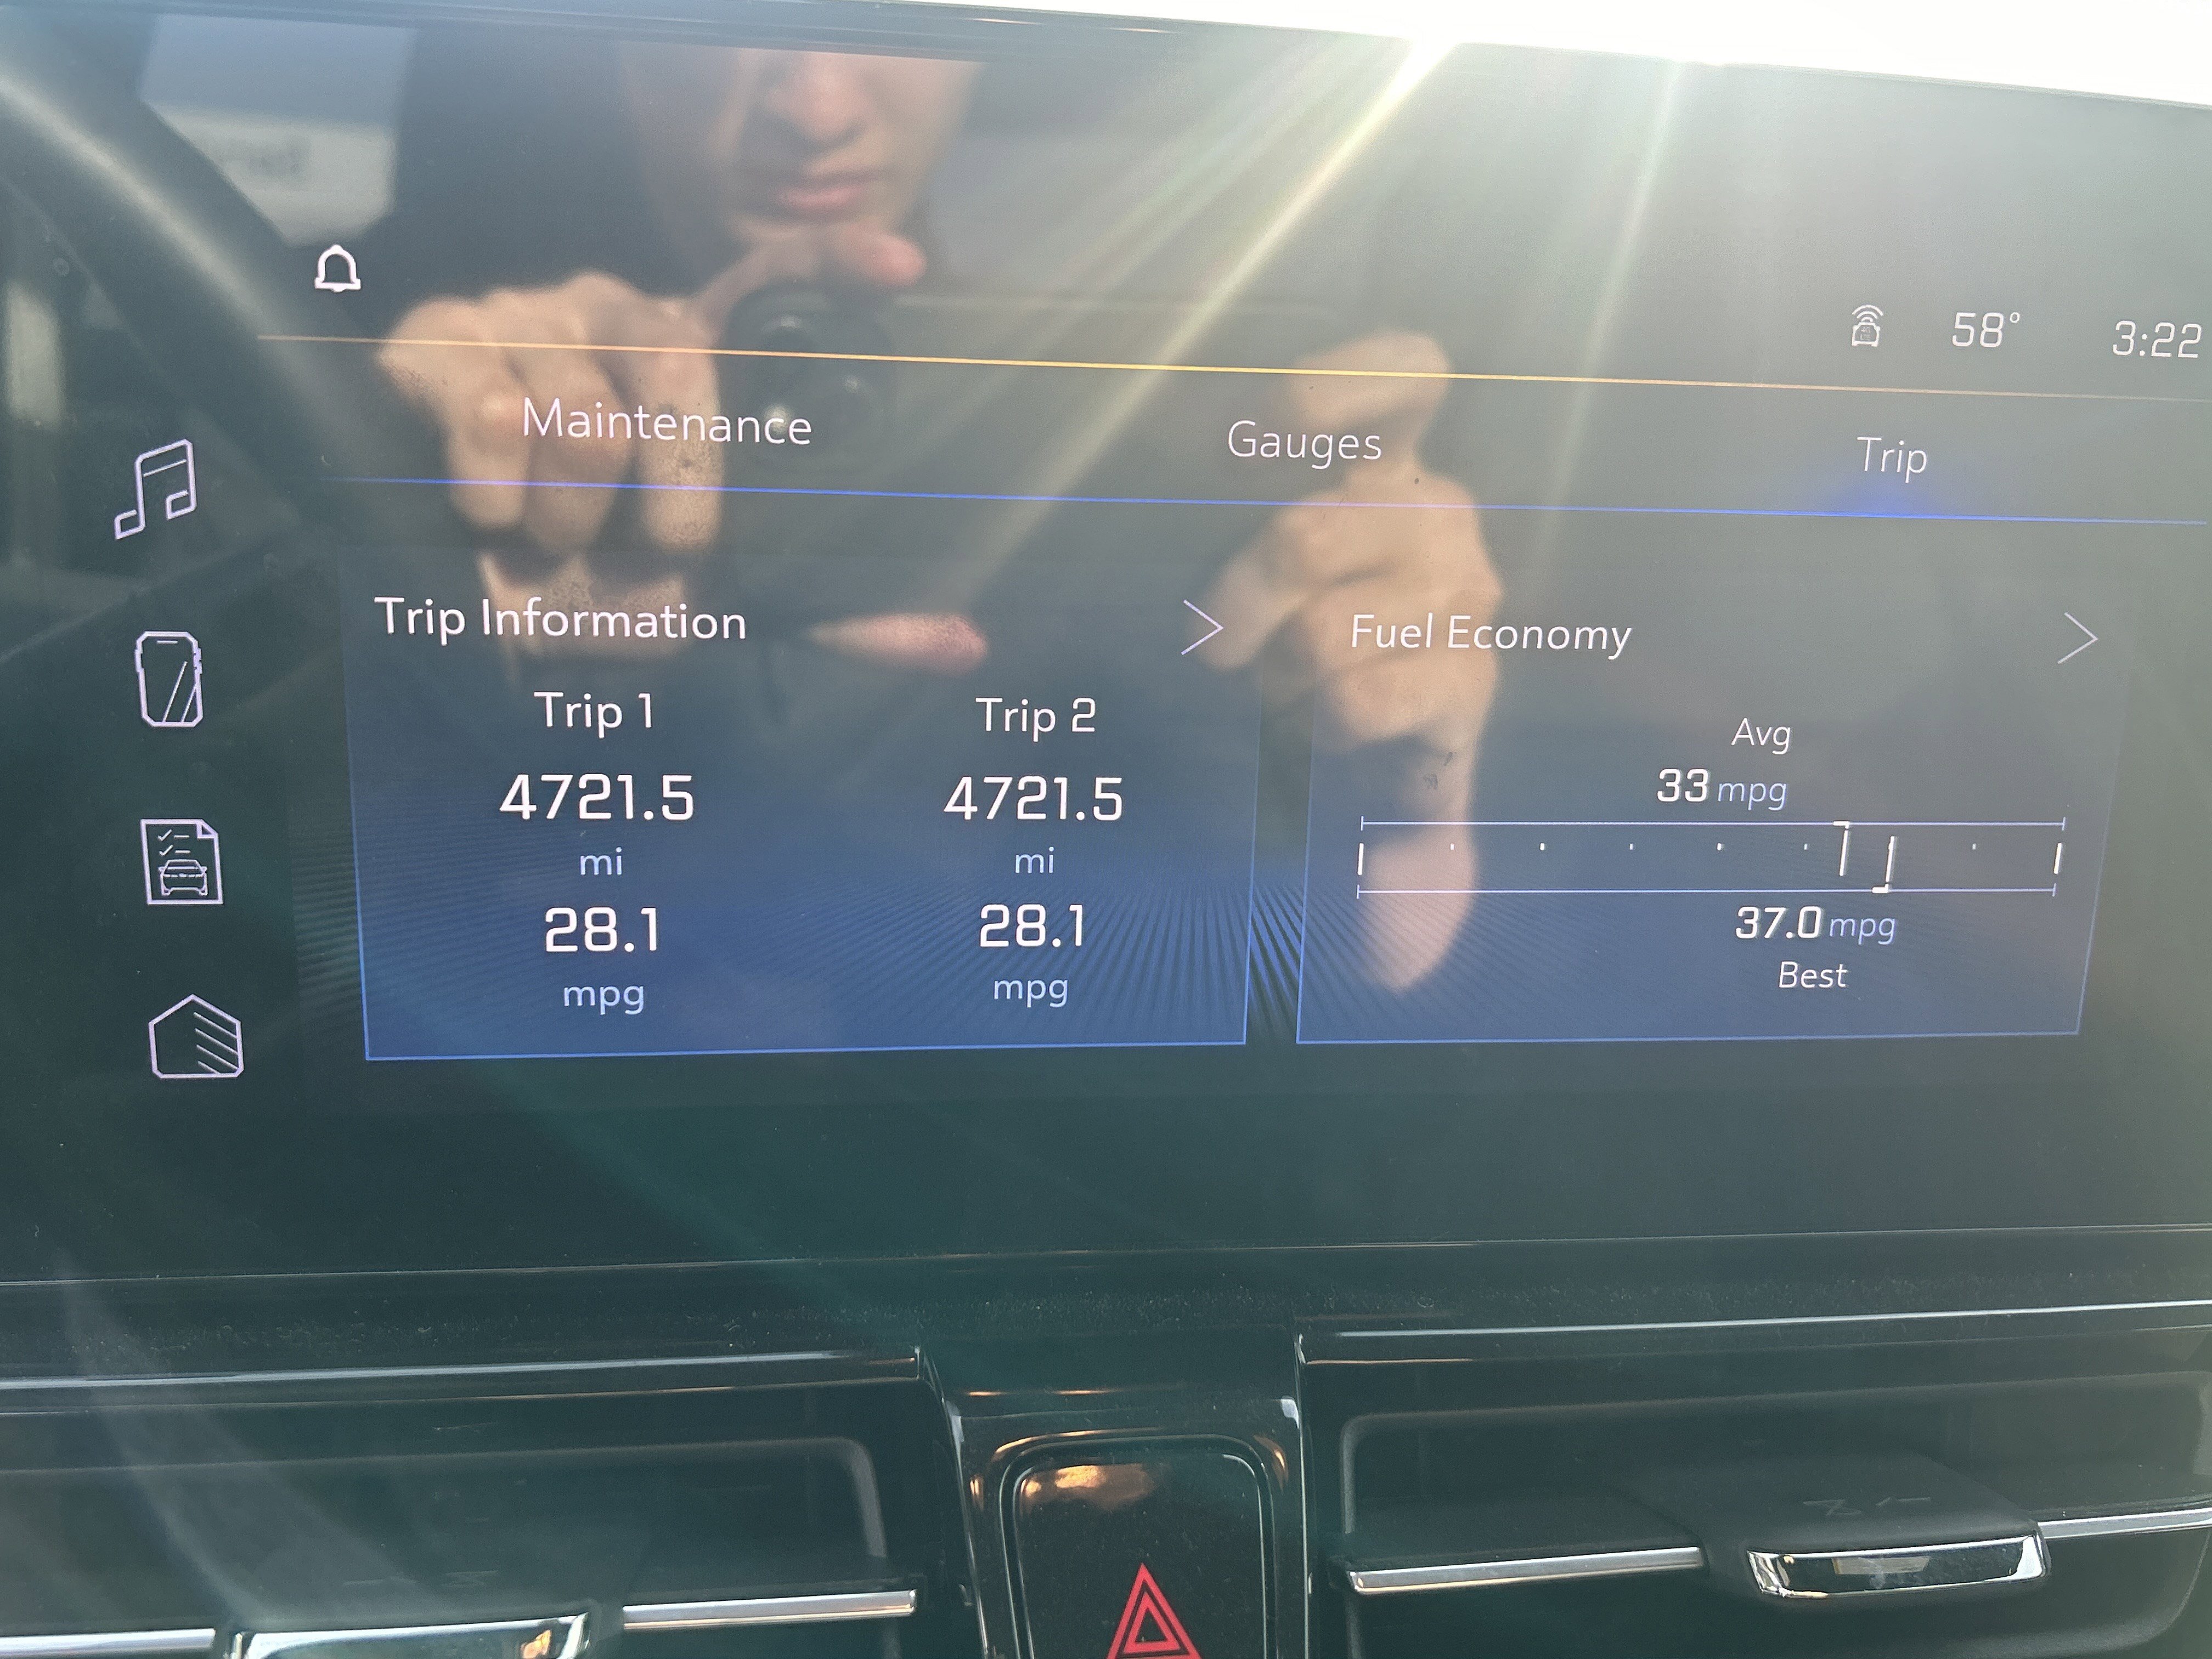 58° 3:22
Maintenance Gauges Trip
Trip Information
Trip 1
4721.5
mi
28.1
mpg
Trip 2
4721.5
mi
28.1
mpg
Fuel Economy
Avg
33 mpg
37.0 mpg
Best